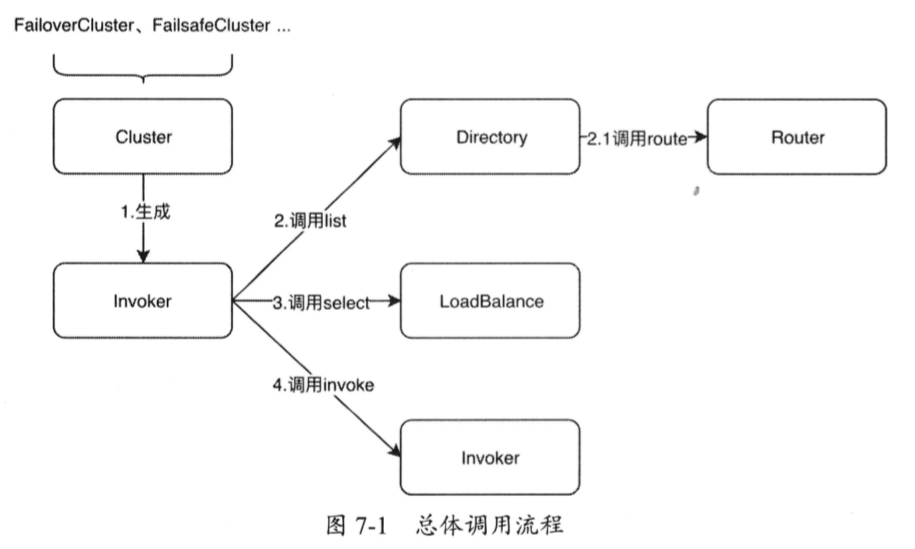 FailoverCluster、FailsafeCluster ...
Cluster
Directory
2.1调用route
Router
1.生成
2.调用list
Invoker
3.调用select
LoadBalance
4.调用invoke
Invoker
图 7-1 总体调用流程